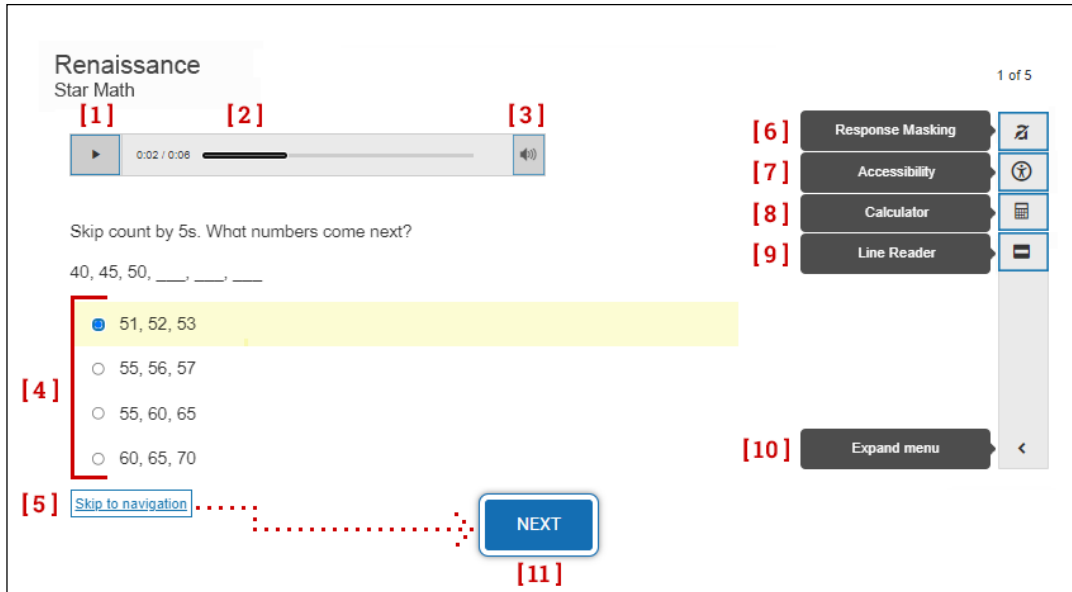 Renaissance
Star Math
1 of 5
[1]
[2]
[3]
0:02 / 0:06
[6] Response Masking
[7] Accessibility
[8] Calculator
[9] Line Reader
Skip count by 5s. What numbers come next?
40, 45, 50, ___, ___, ___
[4]
51, 52, 53
55, 56, 57
55, 60, 65
60, 65, 70
[10] Expand menu
[5] Skip to navigation
NEXT
[11]